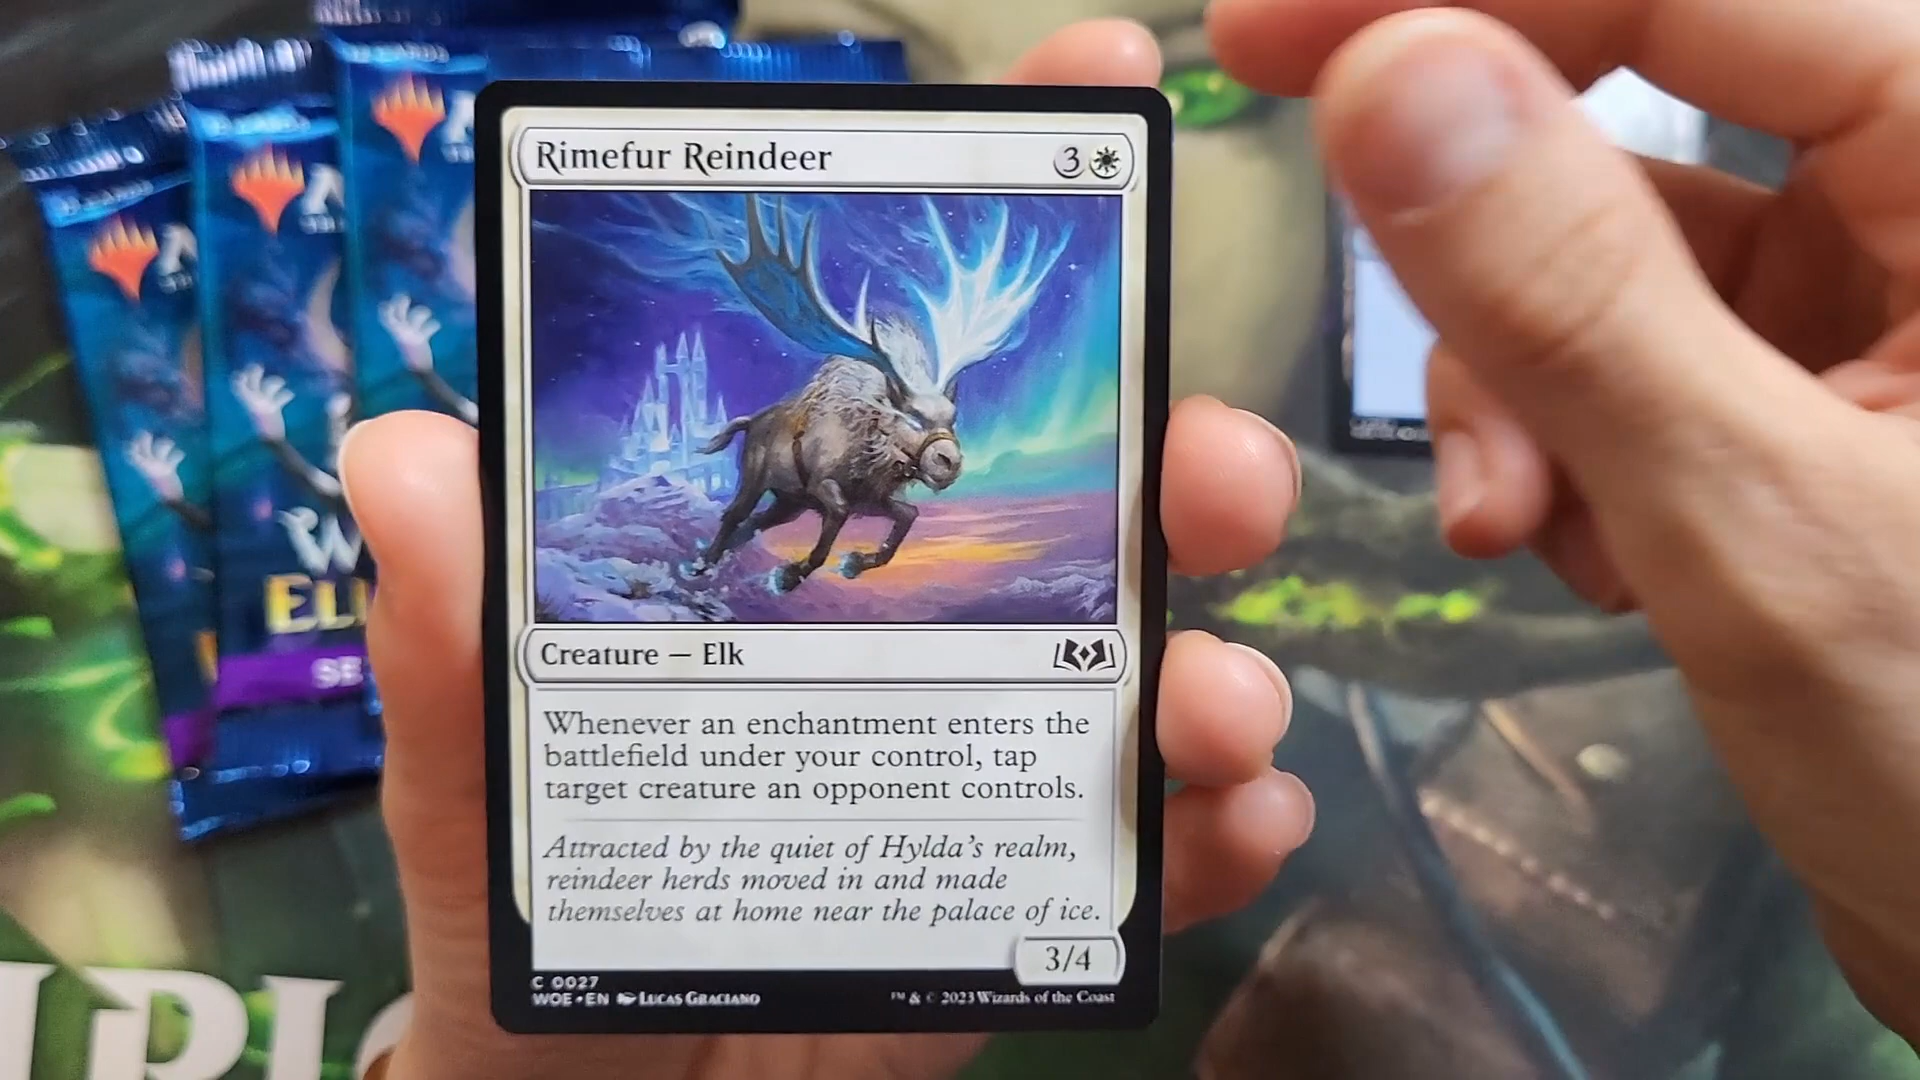 Rimefur Reindeer
3
Creature — Elk
Whenever an enchantment enters the
battlefield under your control, tap
target creature an opponent controls.
Attracted by the quiet of Hylda's realm,
reindeer herds moved in and made
themselves at home near the palace of ice.
3/4
C 0027
WOE • EN Lucas Graciano
™ & © 2023 Wizards of the Coast